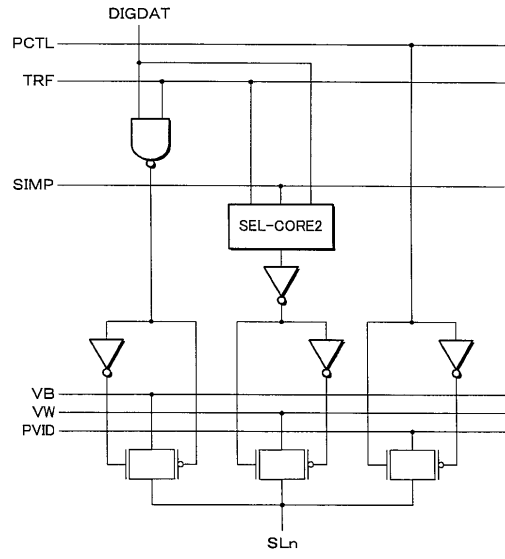 DIGDAT
PCTL
TRF
SIMP
SEL-CORE2
VB
VW
PVID
SLn